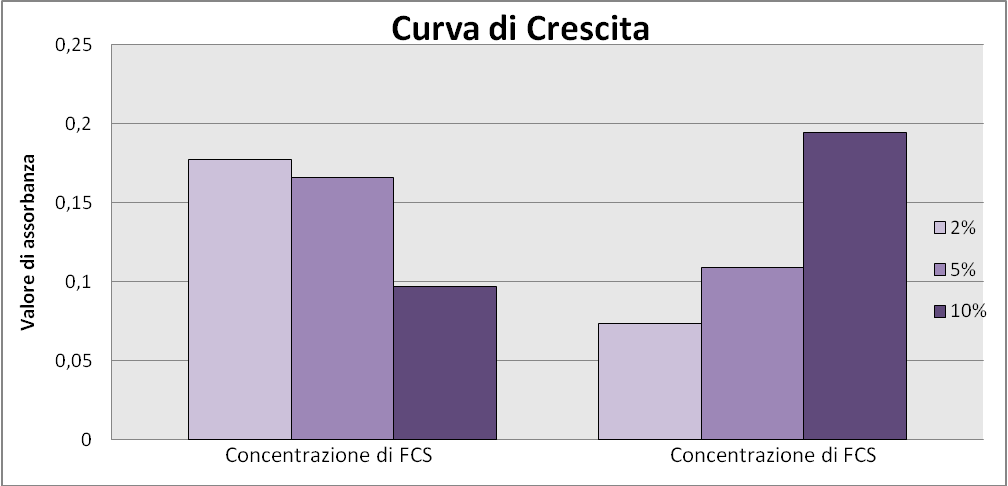 Curva di Crescita
Valore di assorbanza
0,25
0,2
0,15
0,1
0,05
0
Concentrazione di FCS
Concentrazione di FCS
2%
5%
10%